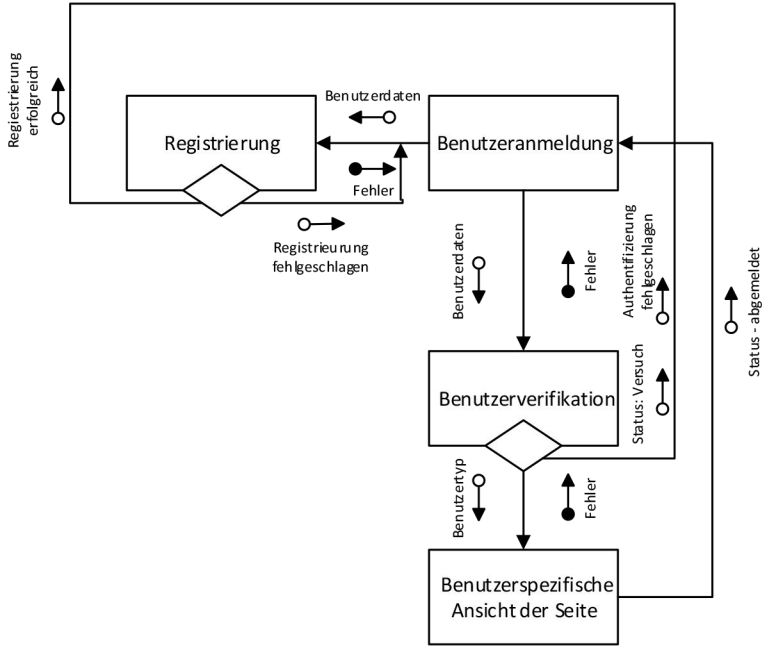 Regiestrierung
erfolgreich
Registrierung
Benutzerdaten
Fehler
Benutzeranmeldung
Registrieurung
fehlgeschlagen
Benutzerdaten
Fehler
Authentifizierung
fehlgeschlagen
Status - abgemeldet
Benutzerverifikation
Status: Versuch
Benutzertyp
Fehler
Benutzerspezifische
Ansicht der Seite